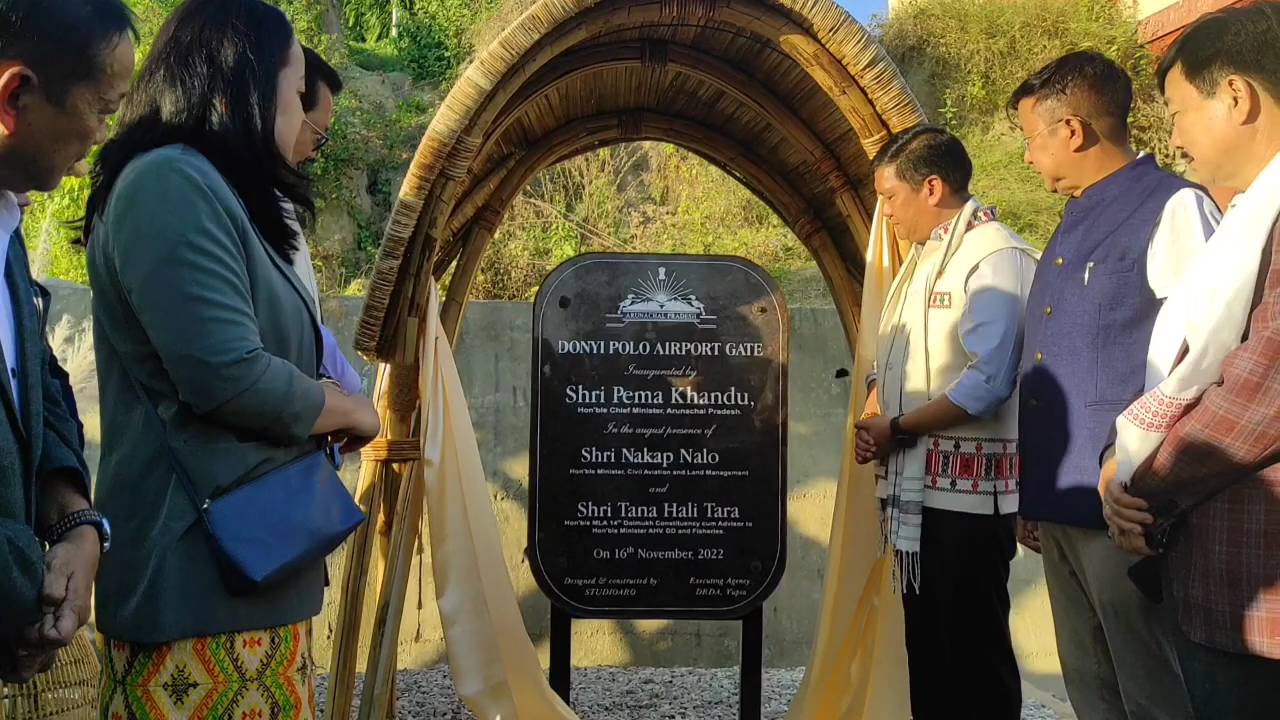 ARUNACHAL PRADESH
DONYI POLO AIRPORT GATE
Inaugurated by
Shri Pema Khandu,
Hon'ble Chief Minister, Arunachal Pradesh.
In the august presence of
Shri Nakap Nalo
Hon'ble Minister, Civil Aviation and Land Management
and
Shri Tana Hali Tara
Hon'ble MLA 14th Doimukh Constituency cum Advisor to
Hon'ble Minister AHV, DD and Fisheries.
On 16th November, 2022
Designed & constructed by: Executing Agency:
STUDIOARO DRDA, Yupia